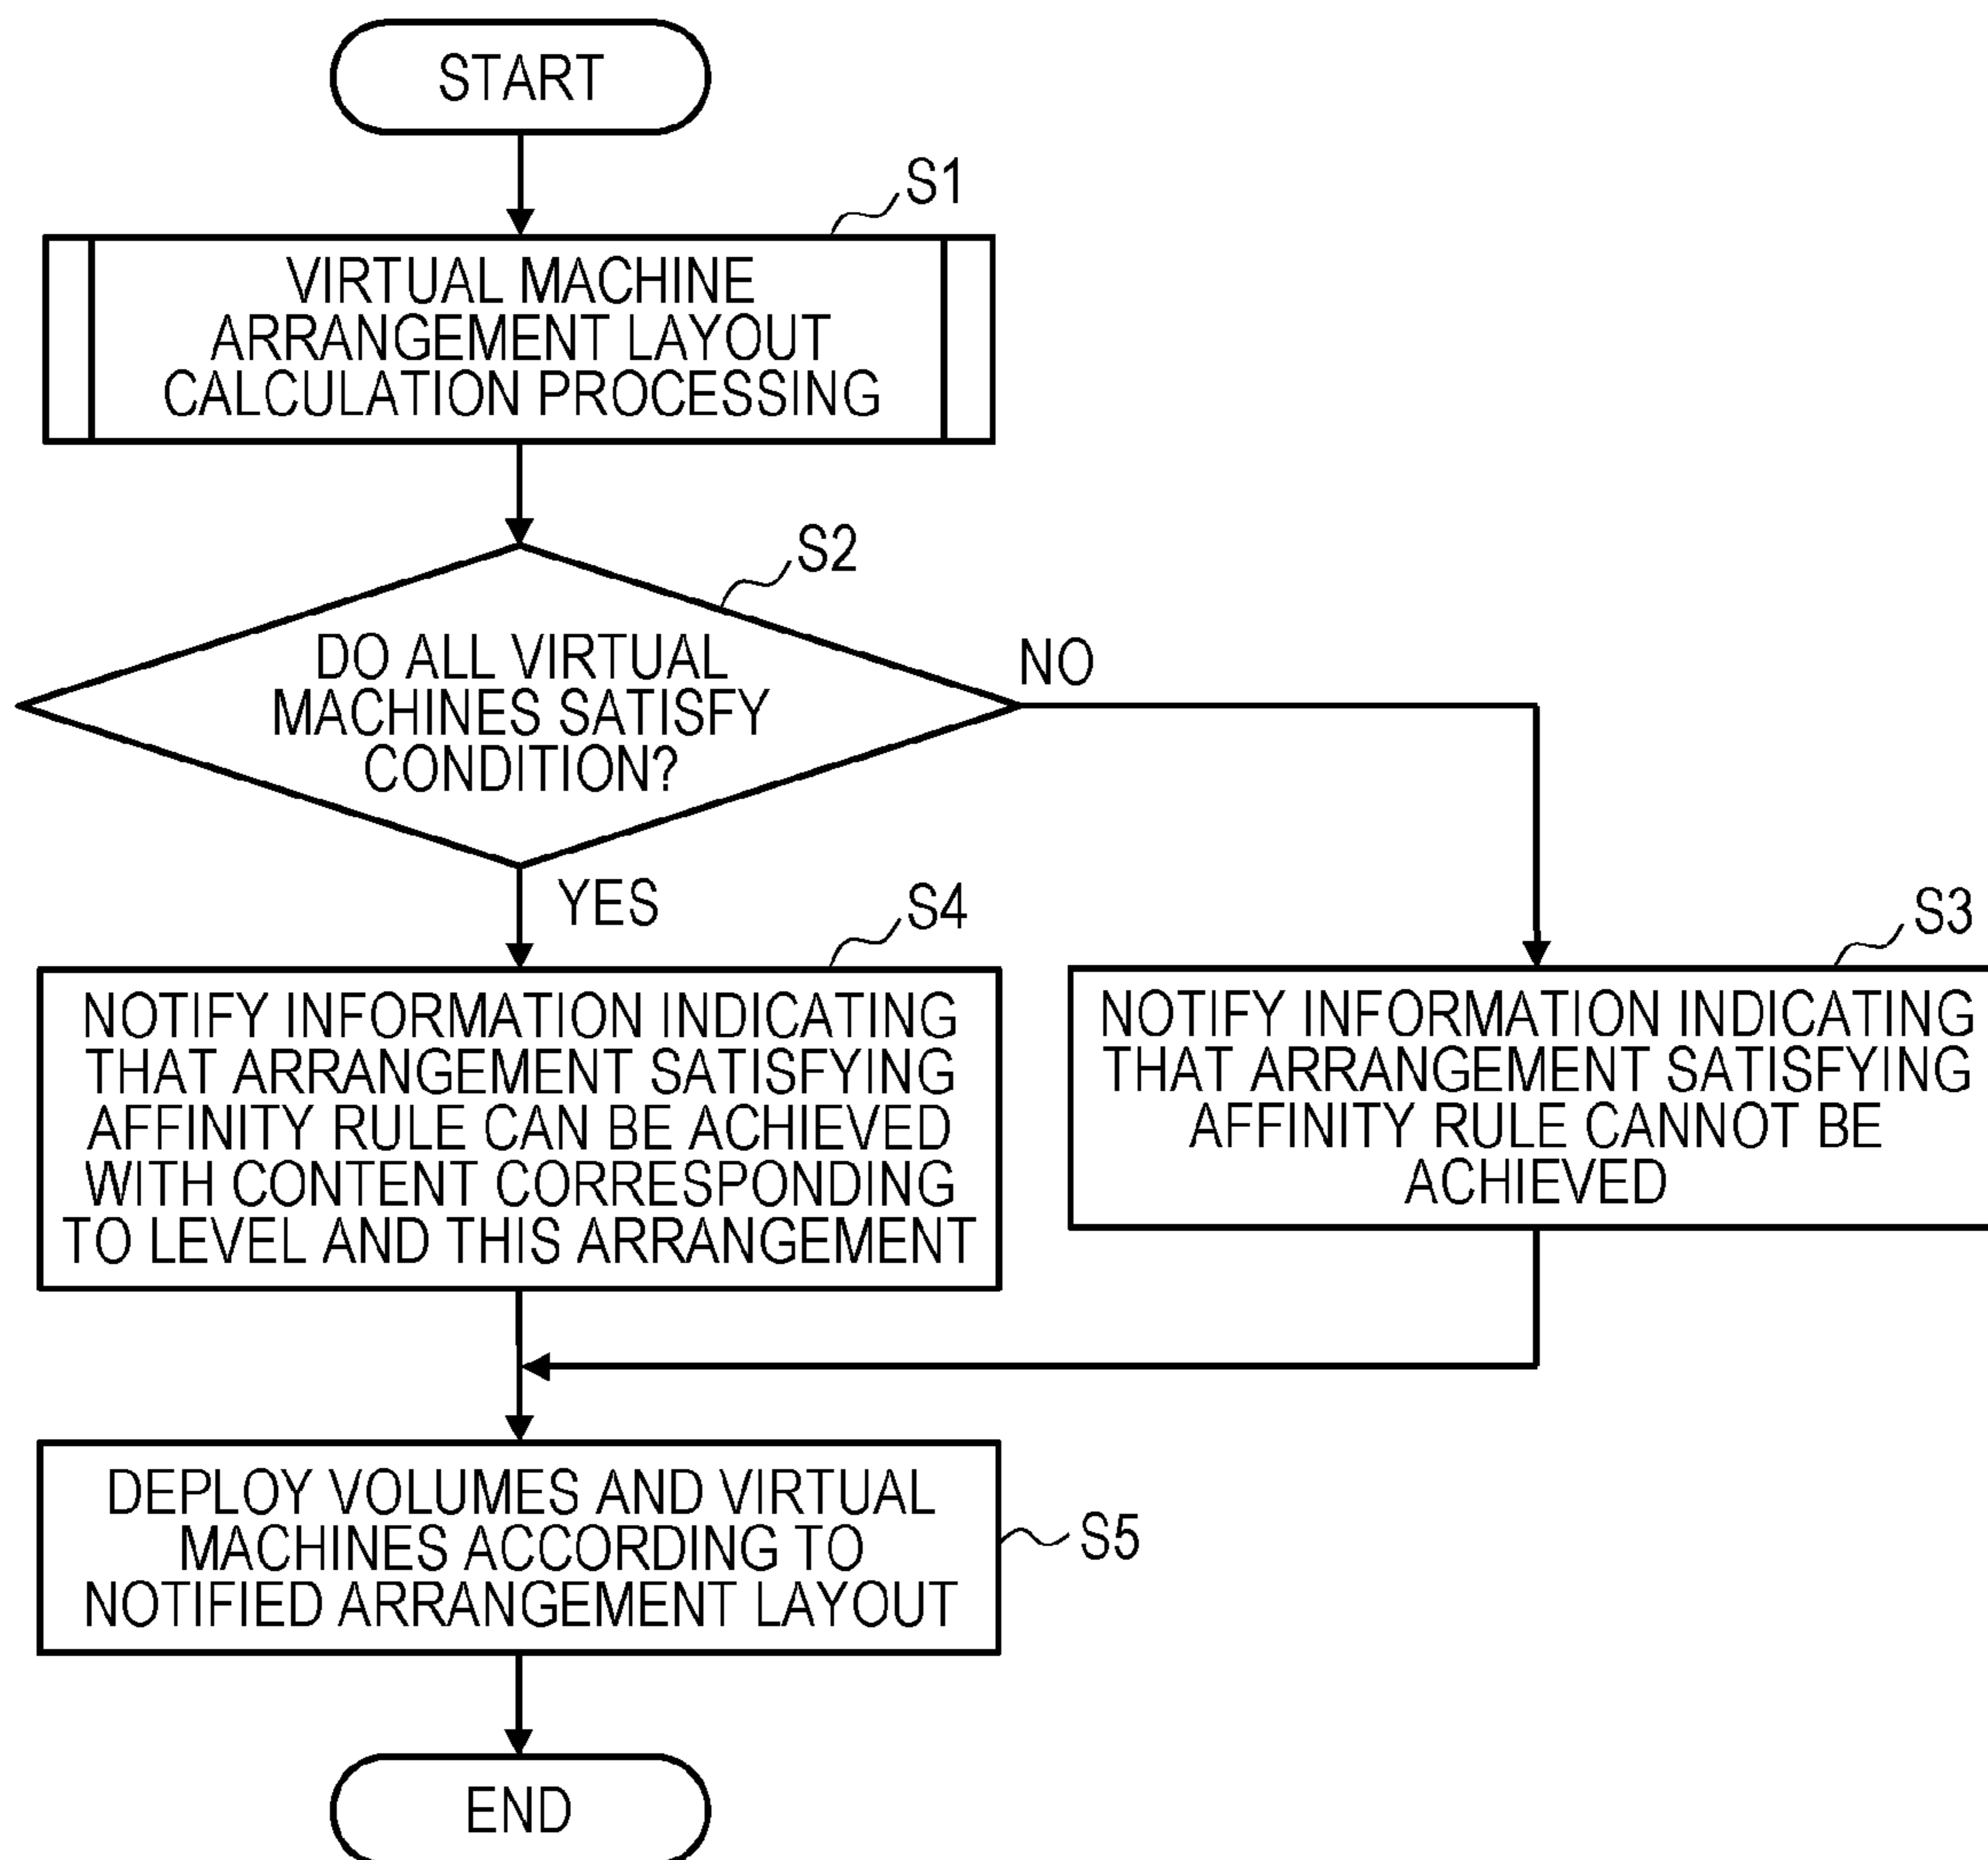 START
S1
VIRTUAL MACHINE
ARRANGEMENT LAYOUT
CALCULATION PROCESSING
S2
DO ALL VIRTUAL
MACHINES SATISFY
CONDITION?
NO
YES
S4
NOTIFY INFORMATION INDICATING
THAT ARRANGEMENT SATISFYING
AFFINITY RULE CAN BE ACHIEVED
WITH CONTENT CORRESPONDING
TO LEVEL AND THIS ARRANGEMENT
S3
NOTIFY INFORMATION INDICATING
THAT ARRANGEMENT SATISFYING
AFFINITY RULE CANNOT BE
ACHIEVED
DEPLOY VOLUMES AND VIRTUAL
MACHINES ACCORDING TO
NOTIFIED ARRANGEMENT LAYOUT
S5
END